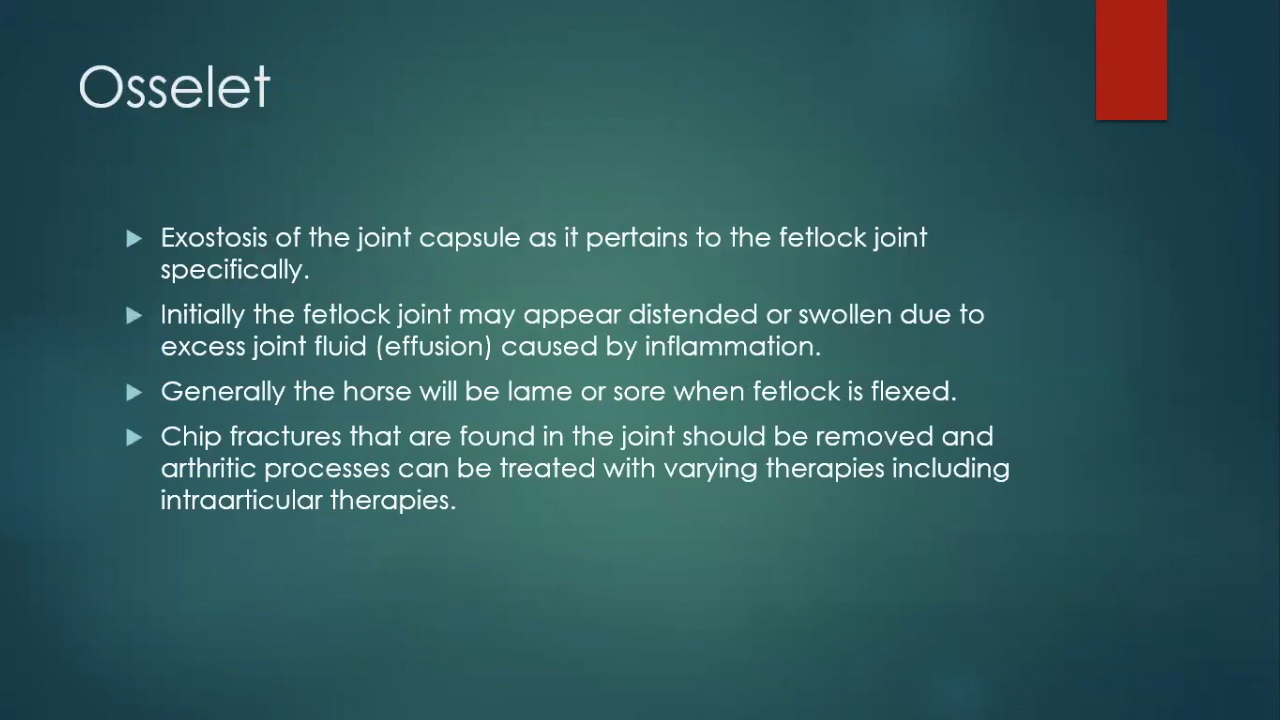 Osselet
Exostosis of the joint capsule as it pertains to the fetlock joint
specifically.
Initially the fetlock joint may appear distended or swollen due to
excess joint fluid (effusion) caused by inflammation.
Generally the horse will be lame or sore when fetlock is flexed.
Chip fractures that are found in the joint should be removed and
arthritic processes can be treated with varying therapies including
intraarticular therapies.